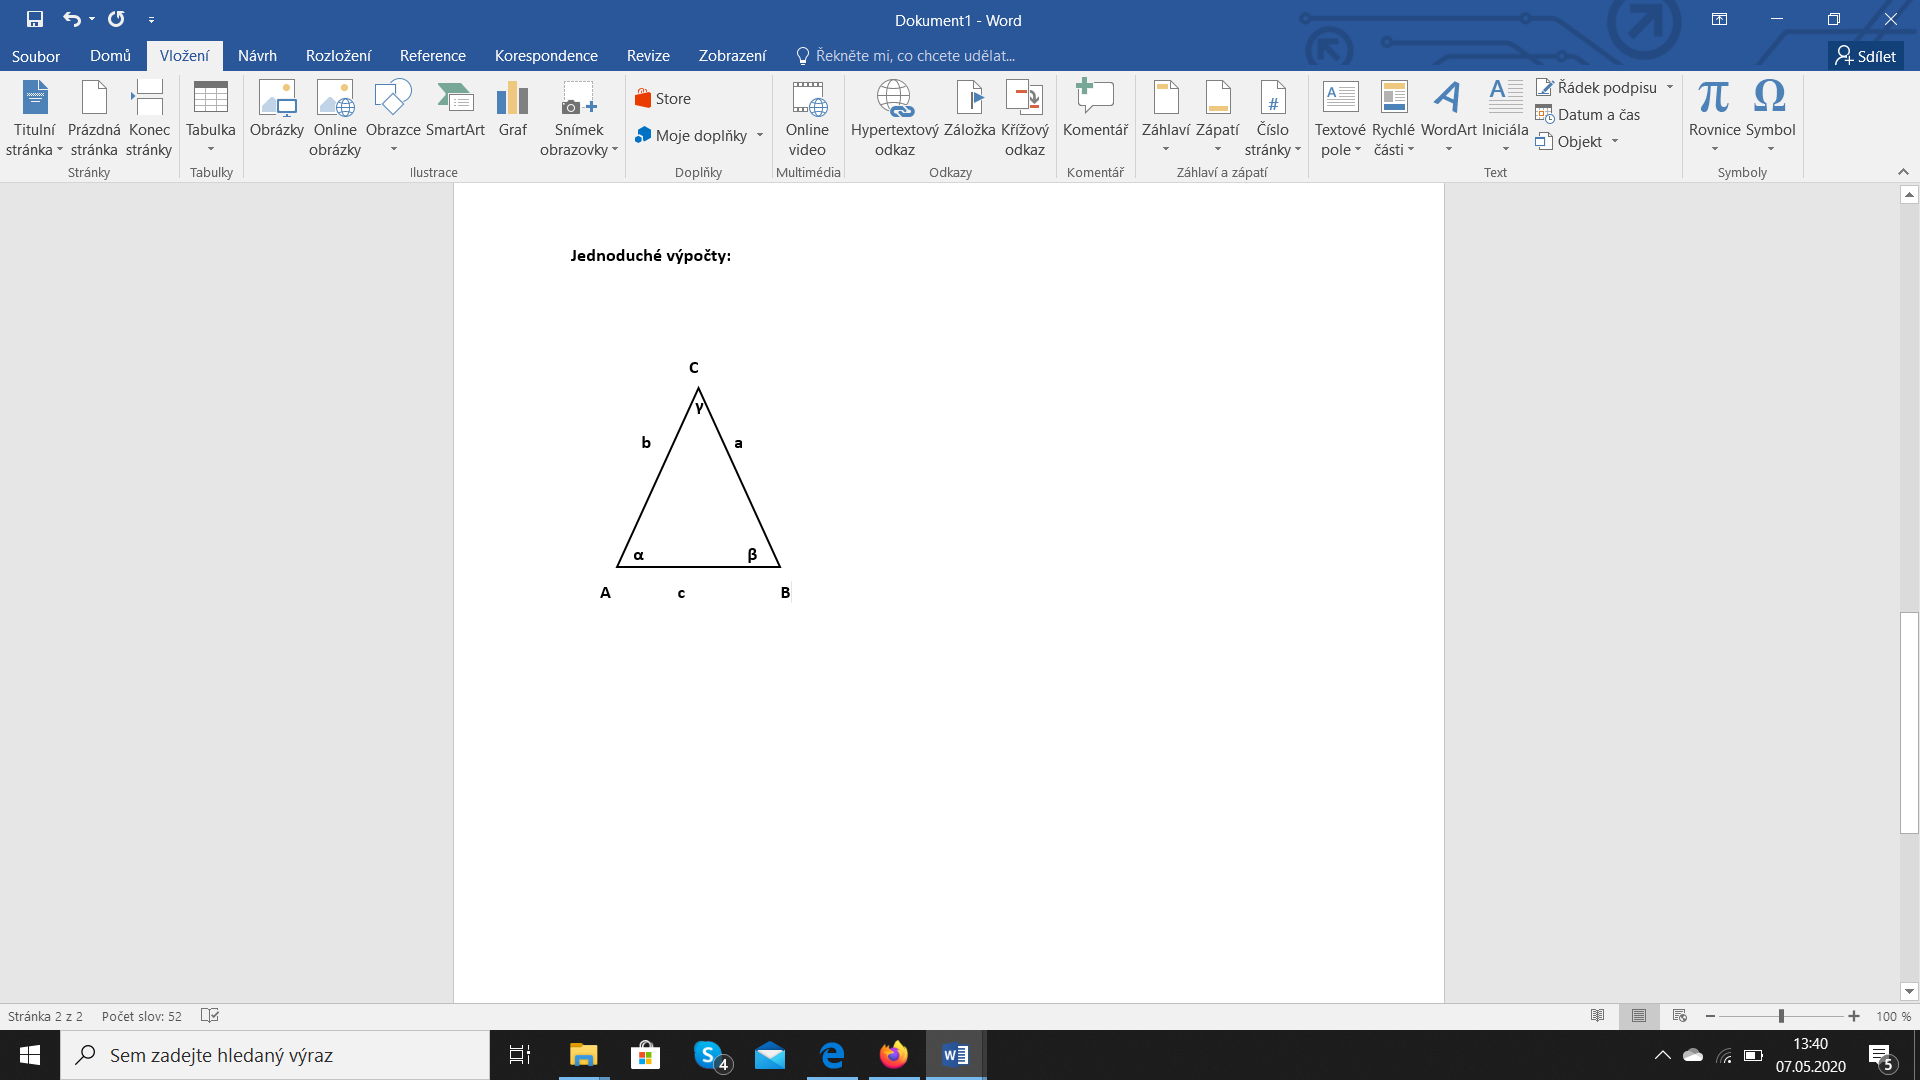 Dokument1 - Word
Soubor Domů Vložení Návrh Rozložení Reference Korespondence Revize Zobrazení Řekněte mi, co chcete udělat... Sdílet
Titulní stránka
Prázdná stránka
Konec stránky
Stránky
Tabulka
Tabulky
Obrázky
Online obrázky
Obrazce
SmartArt
Graf
Snímek obrazovky
Ilustrace
Store
Moje doplňky
Doplňky
Online video
Multimédia
Hypertextový odkaz
Záložka
Křížový odkaz
Odkazy
Komentář
Komentář
Záhlaví
Zápatí
Číslo stránky
Záhlaví a zápatí
Textové pole
Rychlé části
WordArt
Iniciála
Řádek podpisu
Datum a čas
Objekt
Text
Rovnice
Symbol
Symboly
Jednoduché výpočty:
C
γ
b a
α β
A c B
Stránka 2 z 2 Počet slov: 52 100 %
Sem zadejte hledaný výraz
4
13:40
07.05.2020
5